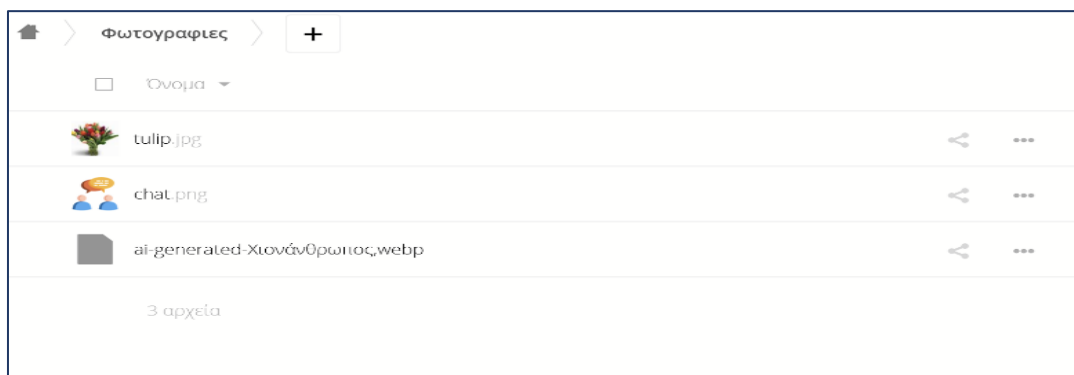 Φωτογραφιες +
Όνομα
tulip.jpg
chat.png
ai-generated-Χιονάνθρωπος,webp
3 αρχεία